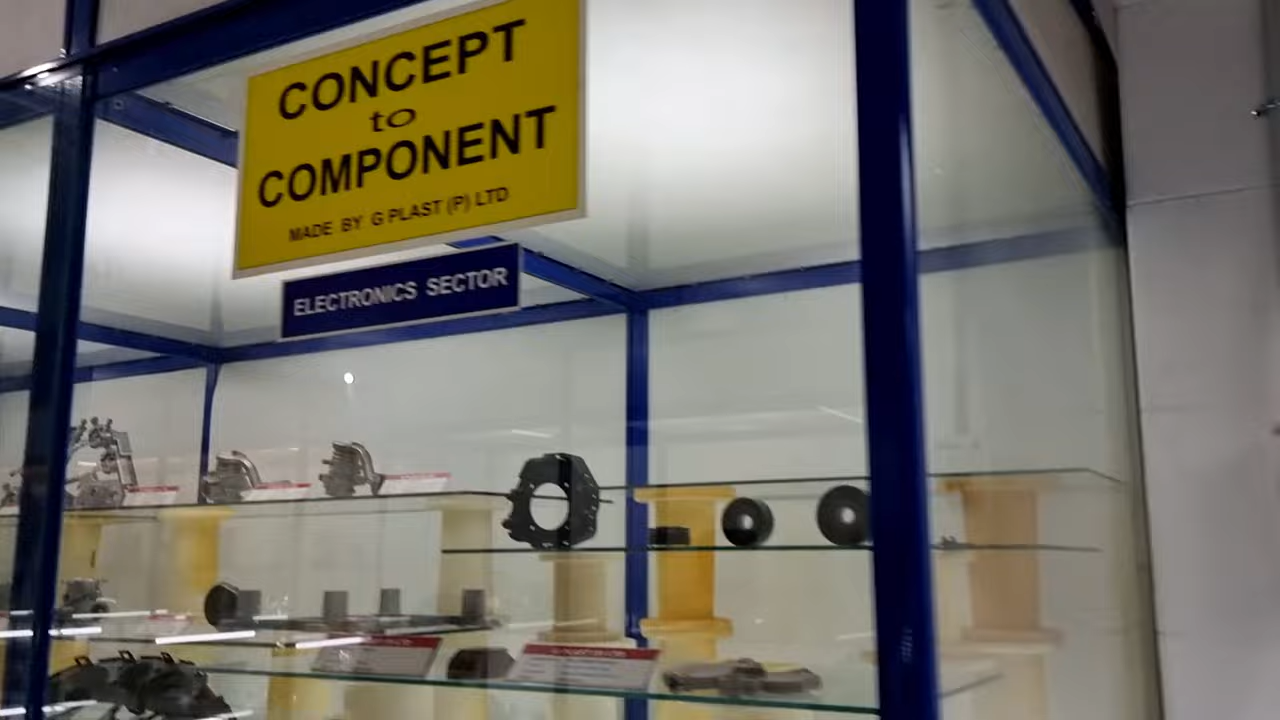 CONCEPT
to
COMPONENT
MADE BY G PLAST (P) LTD
ELECTRONICS SECTOR